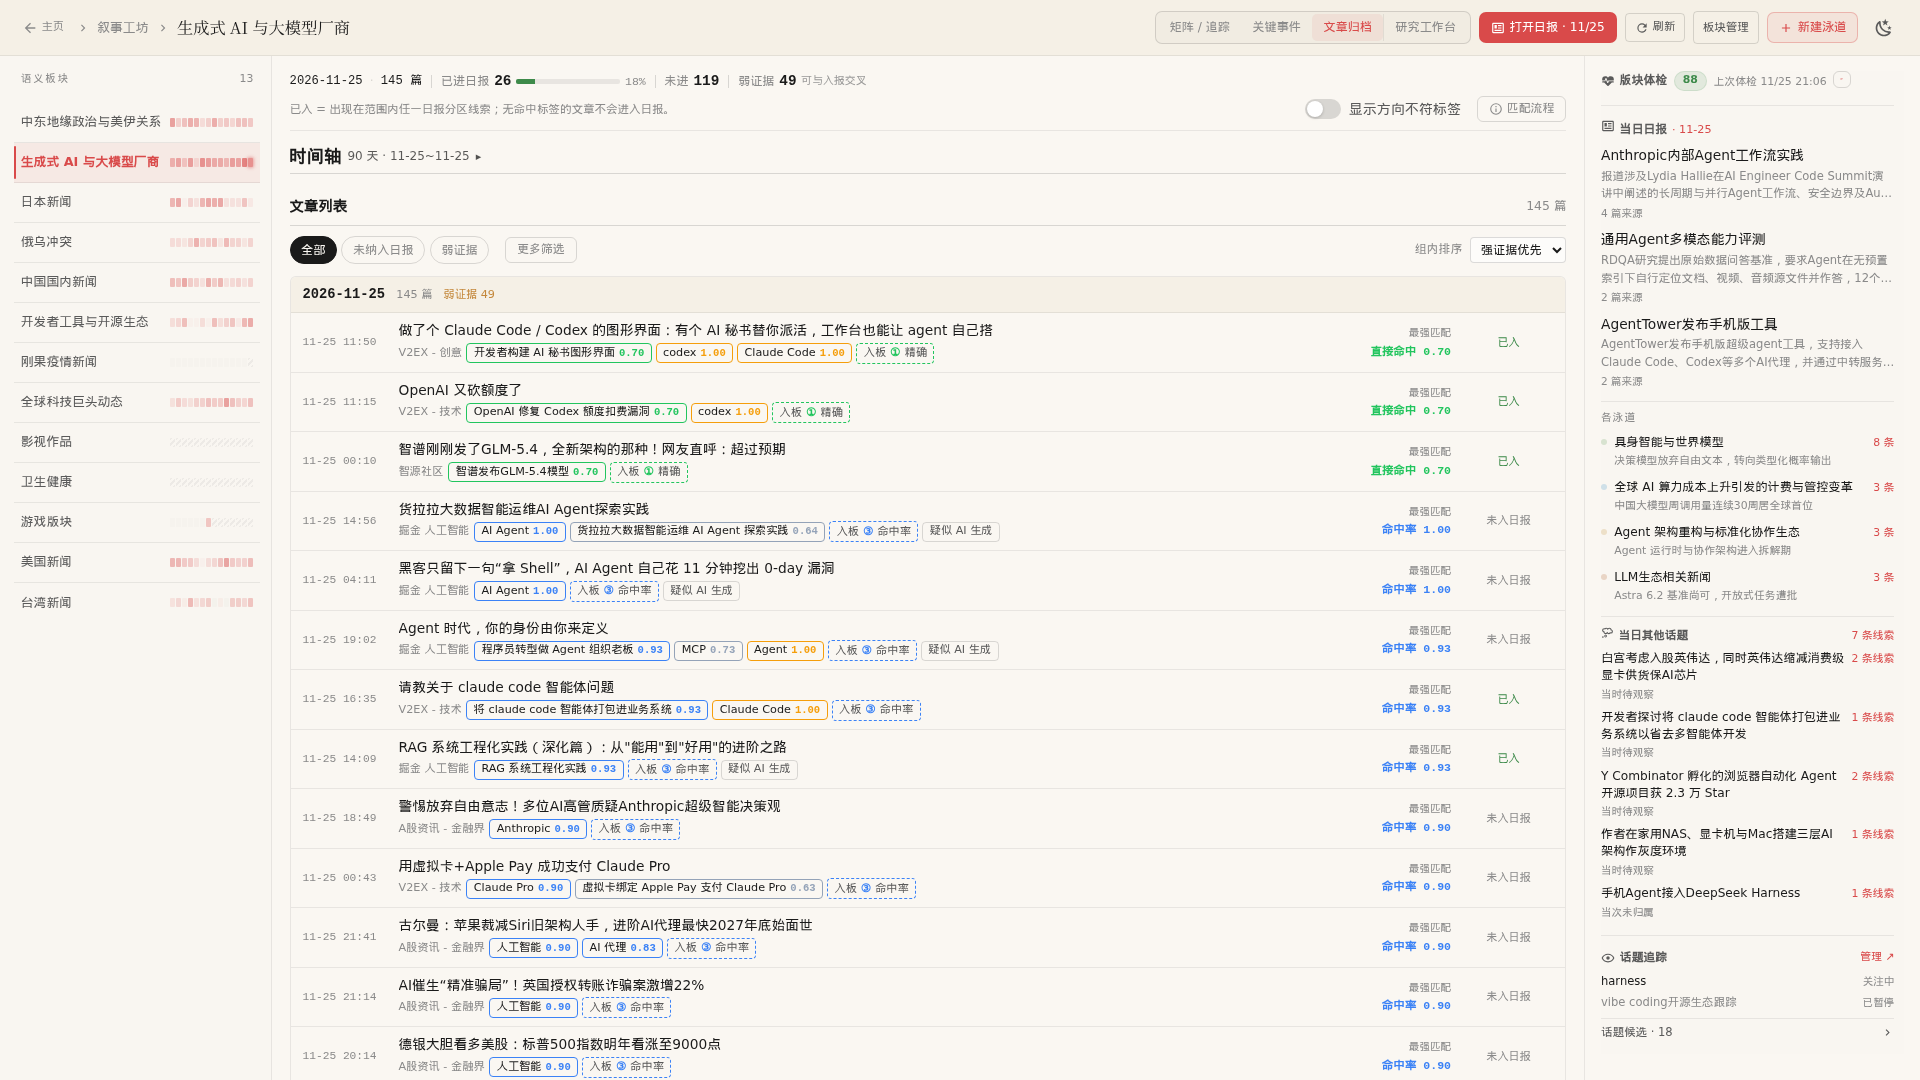 主页
叙事工坊
生成式 AI 与大模型厂商
矩阵 / 追踪
关键事件
文章归档
研究工作台
打开日报 · 11/25
刷新
板块管理
+ 新建泳道
语义板块 13
中东地缘政治与美伊关系
生成式 AI 与大模型厂商
日本新闻
俄乌冲突
中国国内新闻
开发者工具与开源生态
刚果疫情新闻
全球科技巨头动态
影视作品
卫生健康
游戏版块
美国新闻
台湾新闻
2026-11-25 · 145 篇 已进日报 26 18% 未进 119 弱证据 49 可与入报交叉
已入 = 出现在范围内任一日报分区线索；无命中标签的文章不会进入日报。
显示方向不符标签
匹配流程
时间轴 90 天 · 11-25~11-25 ▸
文章列表 145 篇
全部 未纳入日报 弱证据 更多筛选
组内排序 强证据优先
2026-11-25 145 篇 弱证据 49
做了个 Claude Code / Codex 的图形界面：有个 AI 秘书替你派活，工作台也能让 agent 自己搭
11-25 11:50
V2EX - 创意 开发者构建 AI 秘书图形界面 0.70 codex 1.00 Claude Code 1.00 入板 ① 精确
最强匹配
直接命中 0.70
已入
OpenAI 又砍额度了
11-25 11:15
V2EX - 技术 OpenAI 修复 Codex 额度扣费漏洞 0.70 codex 1.00 入板 ① 精确
最强匹配
直接命中 0.70
已入
智谱刚刚发了GLM-5.4，全新架构的那种！网友直呼：超过预期
11-25 00:10
智源社区 智谱发布GLM-5.4模型 0.70 入板 ① 精确
最强匹配
直接命中 0.70
已入
货拉拉大数据智能运维AI Agent探索实践
11-25 14:56
掘金 人工智能 AI Agent 1.00 货拉拉大数据智能运维 AI Agent 探索实践 0.64 入板 ③ 命中率 疑似 AI 生成
最强匹配
命中率 1.00
未入日报
黑客只留下一句“拿 Shell”，AI Agent 自己花 11 分钟挖出 0-day 漏洞
11-25 04:11
掘金 人工智能 AI Agent 1.00 入板 ③ 命中率 疑似 AI 生成
最强匹配
命中率 1.00
未入日报
Agent 时代，你的身份由你来定义
11-25 19:02
掘金 人工智能 程序员转型做 Agent 组织老板 0.93 MCP 0.73 Agent 1.00 入板 ③ 命中率 疑似 AI 生成
最强匹配
命中率 0.93
未入日报
请教关于 claude code 智能体问题
11-25 16:35
V2EX - 技术 将 claude code 智能体打包进业务系统 0.93 Claude Code 1.00 入板 ③ 命中率
最强匹配
命中率 0.93
已入
RAG 系统工程化实践（深化篇）：从"能用"到"好用"的进阶之路
11-25 14:09
掘金 人工智能 RAG 系统工程化实践 0.93 入板 ③ 命中率 疑似 AI 生成
最强匹配
命中率 0.93
已入
警惕放弃自由意志！多位AI高管质疑Anthropic超级智能决策观
11-25 18:49
A股资讯 - 金融界 Anthropic 0.90 入板 ③ 命中率
最强匹配
命中率 0.90
未入日报
用虚拟卡+Apple Pay 成功支付 Claude Pro
11-25 00:43
V2EX - 技术 Claude Pro 0.90 虚拟卡绑定 Apple Pay 支付 Claude Pro 0.63 入板 ③ 命中率
最强匹配
命中率 0.90
未入日报
古尔曼：苹果裁减Siri旧架构人手，进阶AI代理最快2027年底始面世
11-25 21:41
A股资讯 - 金融界 人工智能 0.90 AI 代理 0.83 入板 ③ 命中率
最强匹配
命中率 0.90
未入日报
AI催生“精准骗局”！英国授权转账诈骗案激增22%
11-25 21:14
A股资讯 - 金融界 人工智能 0.90 入板 ③ 命中率
最强匹配
命中率 0.90
未入日报
德银大胆看多美股：标普500指数明年看涨至9000点
11-25 20:14
A股资讯 - 金融界 人工智能 0.90 入板 ③ 命中率
最强匹配
命中率 0.90
未入日报
版块体检 88 上次体检 11/25 21:06
当日日报 · 11-25
Anthropic内部Agent工作流实践
报道涉及Lydia Hallie在AI Engineer Code Summit演
讲中阐述的长周期与并行Agent工作流、安全边界及Au…
4 篇来源
通用Agent多模态能力评测
RDQA研究提出原始数据问答基准，要求Agent在无预置
索引下自行定位文档、视频、音频源文件并作答，12个…
2 篇来源
AgentTower发布手机版工具
AgentTower发布手机版超级agent工具，支持接入
Claude Code、Codex等多个AI代理，并通过中转服务…
2 篇来源
各泳道
具身智能与世界模型 8 条
决策模型放弃自由文本，转向类型化概率输出
全球 AI 算力成本上升引发的计费与管控变革 3 条
中国大模型周调用量连续30周居全球首位
Agent 架构重构与标准化协作生态 3 条
Agent 运行时与协作架构进入拆解期
LLM生态相关新闻 3 条
Astra 6.2 基准尚可，开放式任务遭批
当日其他话题 7 条线索
白宫考虑入股英伟达，同时英伟达缩减消费级 2 条线索
显卡供货保AI芯片
当时待观察
开发者探讨将 claude code 智能体打包进业 1 条线索
务系统以省去多智能体开发
当时待观察
Y Combinator 孵化的浏览器自动化 Agent 2 条线索
开源项目获 2.3 万 Star
当时待观察
作者在家用NAS、显卡机与Mac搭建三层AI 1 条线索
架构作灰度环境
当时待观察
手机Agent接入DeepSeek Harness 1 条线索
当次未归属
话题追踪 管理 ↗
harness 关注中
vibe coding开源生态跟踪 已暂停
话题候选 · 18